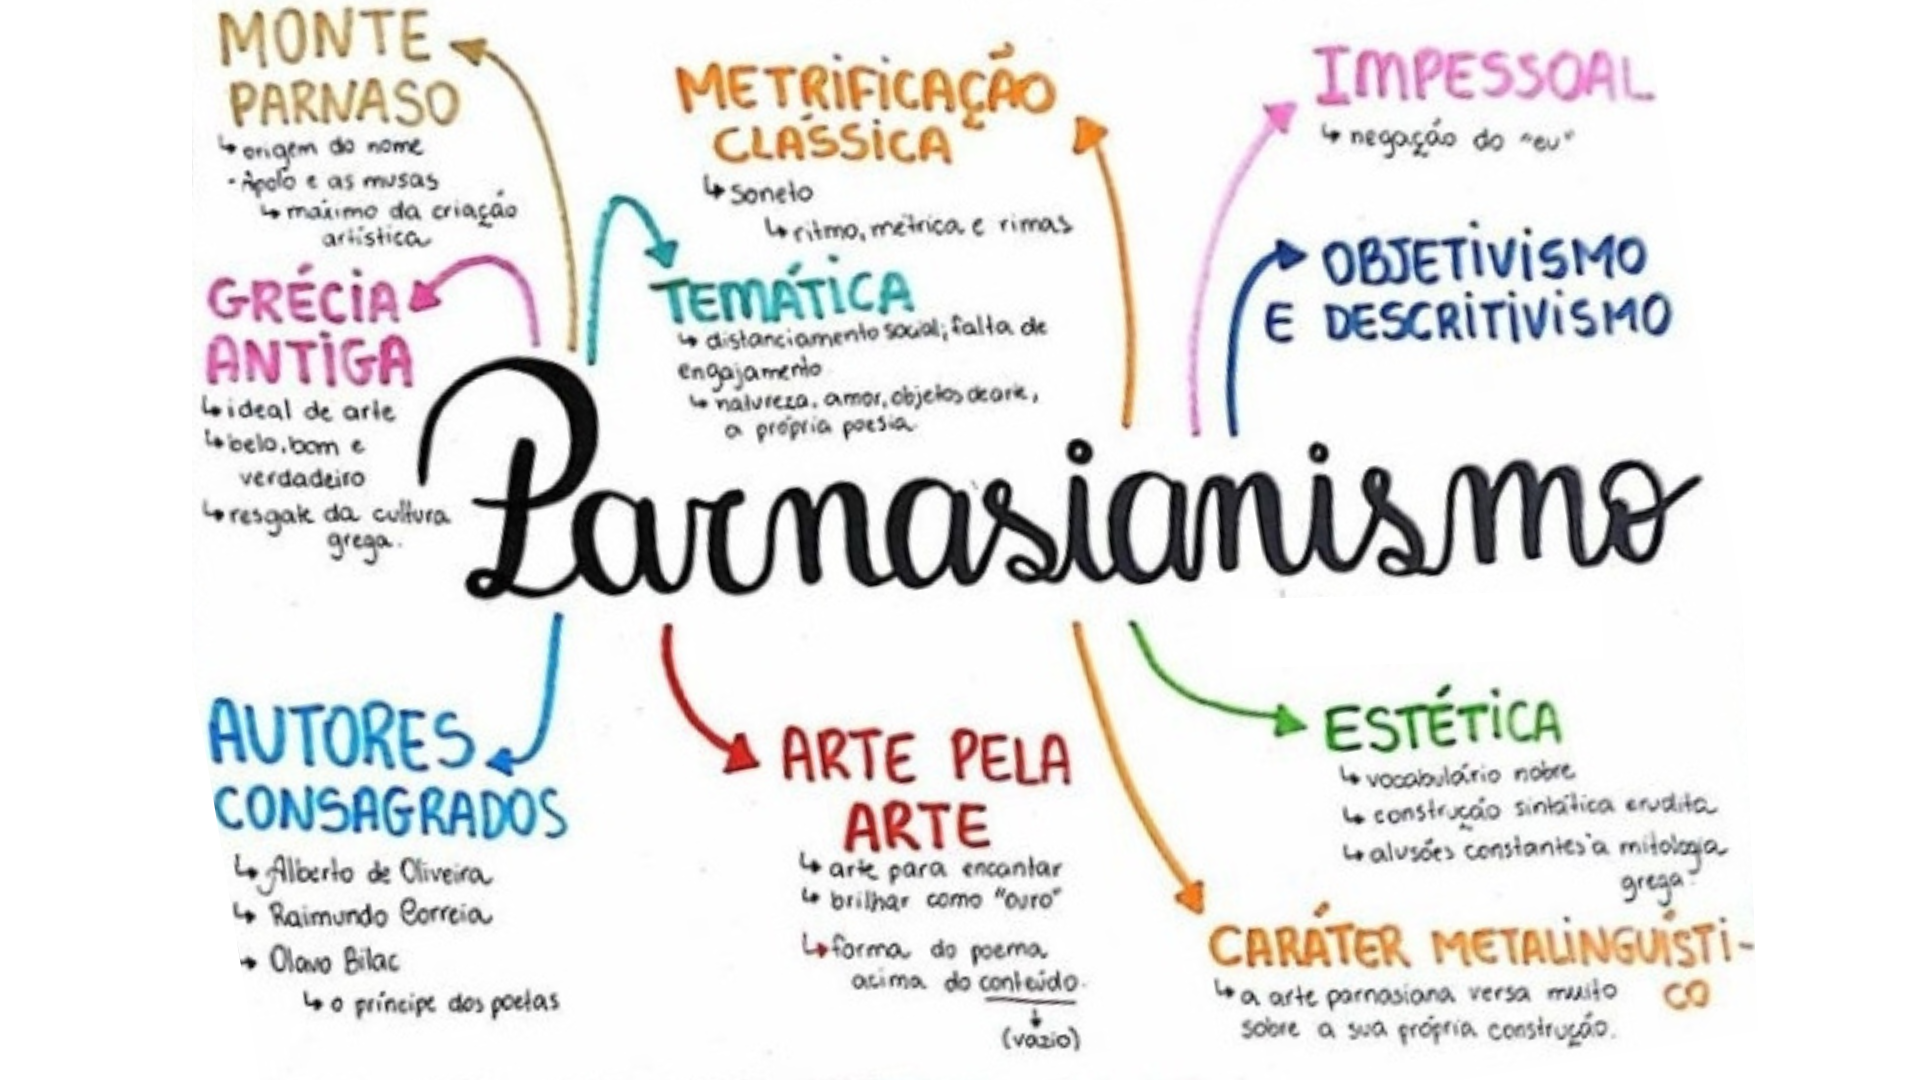 MONTE
PARNASO
↳ origem do nome
· Apolo e as musas
↳ máximo da criação
artística
GRÉCIA
ANTIGA
↳ ideal de arte
↳ belo, bom e
verdadeiro
↳ resgate da cultura
grega.
METRIFICAÇÃO
CLÁSSICA
↳ Soneto
↳ ritmo, métrica e rimas
TEMÁTICA
↳ distanciamento social; falta de
engajamento
↳ natureza, amor, objetos de arte,
a própria poesia.
IMPESSOAL
↳ negação do "eu"
OBJETIVISMO
E DESCRITIVISMO
Parnasianismo
AUTORES
CONSAGRADOS
↳ Alberto de Oliveira
↳ Raimundo Correia
↳ Olavo Bilac
↳ o príncipe dos poetas
ARTE PELA
ARTE
↳ arte para encantar
↳ brilhar como "ouro"
↳ forma do poema
acima do conteúdo.
(vazio)
ESTÉTICA
↳ vocabulário nobre
↳ construção sintática erudita
↳ alusões constantes à mitologia
grega.
CARÁTER METALINGUÍSTI-
CO
↳ a arte parnasiana versa muito
sobre a sua própria construção.